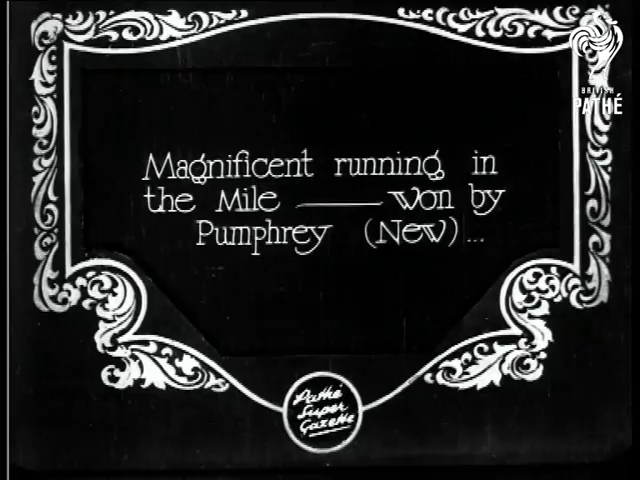 BRITISH
PATHÉ
Magnificent running in
the Mile —— won by
Pumphrey (New)...
Pathé
Super
Gazette